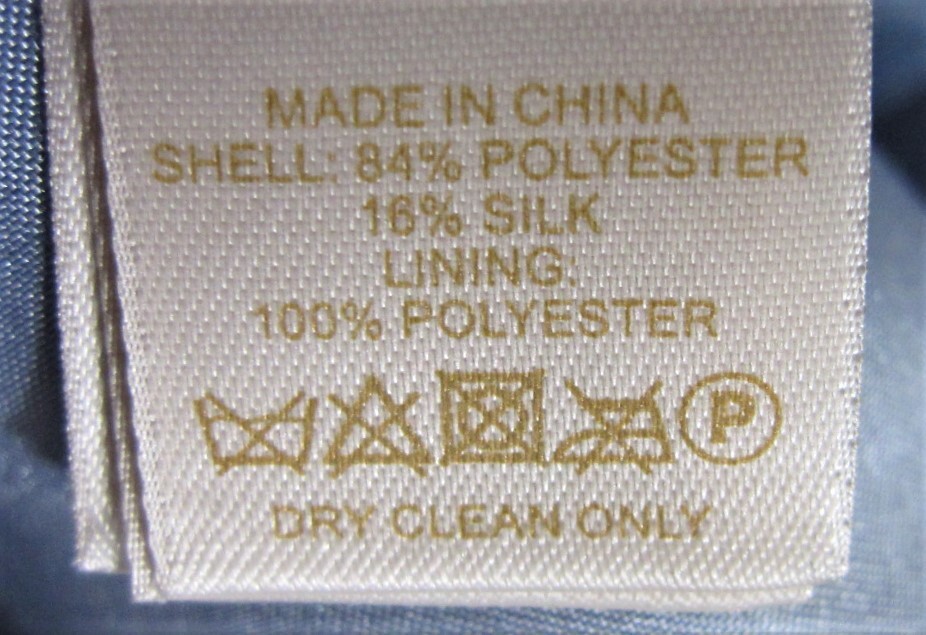 MADE IN CHINA
SHELL: 84% POLYESTER
16% SILK
LINING:
100% POLYESTER
P
DRY CLEAN ONLY